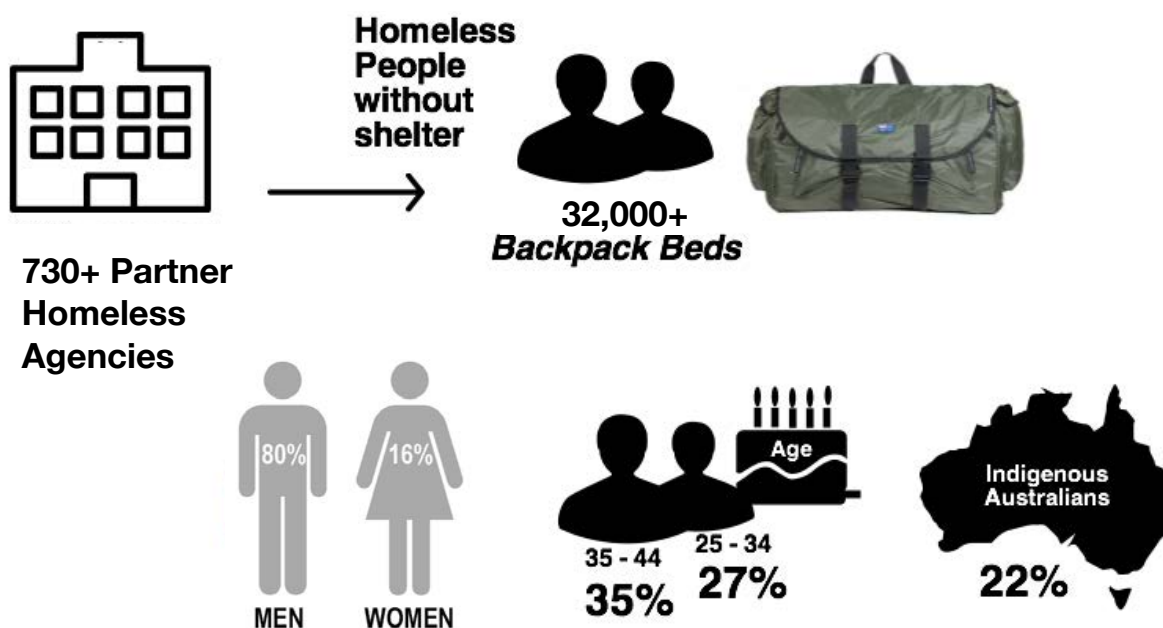 Homeless
People
without
shelter
32,000+
Backpack Beds
730+ Partner
Homeless
Agencies
80%
16%
MEN
WOMEN
Age
35 - 44
25 - 34
35%
27%
Indigenous
Australians
22%